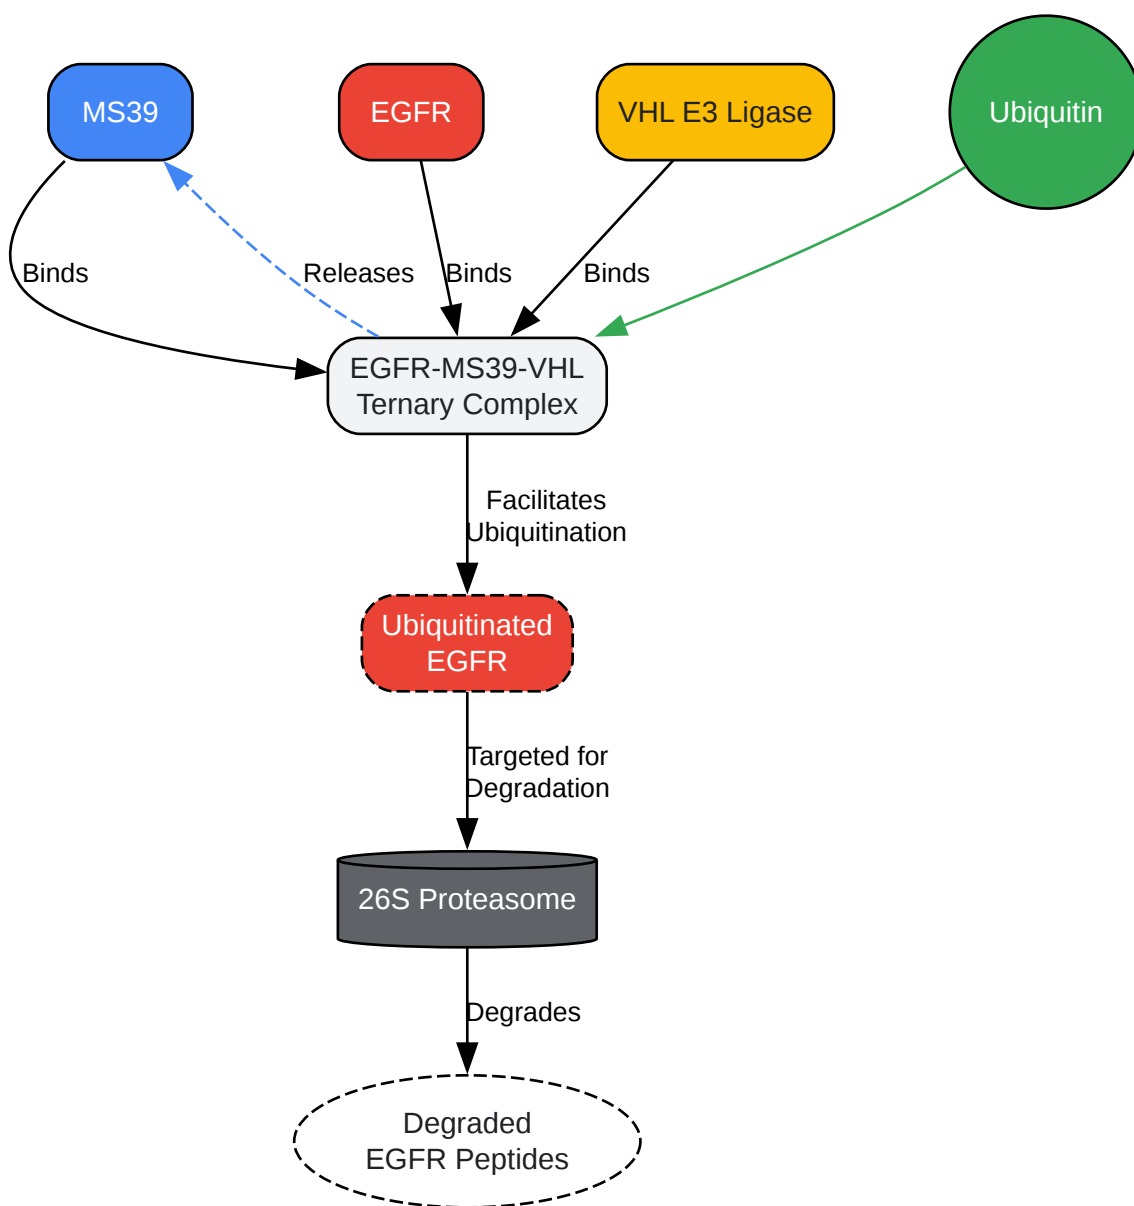 MS39
EGFR
VHL E3 Ligase
Ubiquitin
Binds
Releases
Binds
Binds
EGFR-MS39-VHL
Ternary Complex
Facilitates
Ubiquitination
Ubiquitinated
EGFR
Targeted for
Degradation
26S Proteasome
Degrades
Degraded
EGFR Peptides